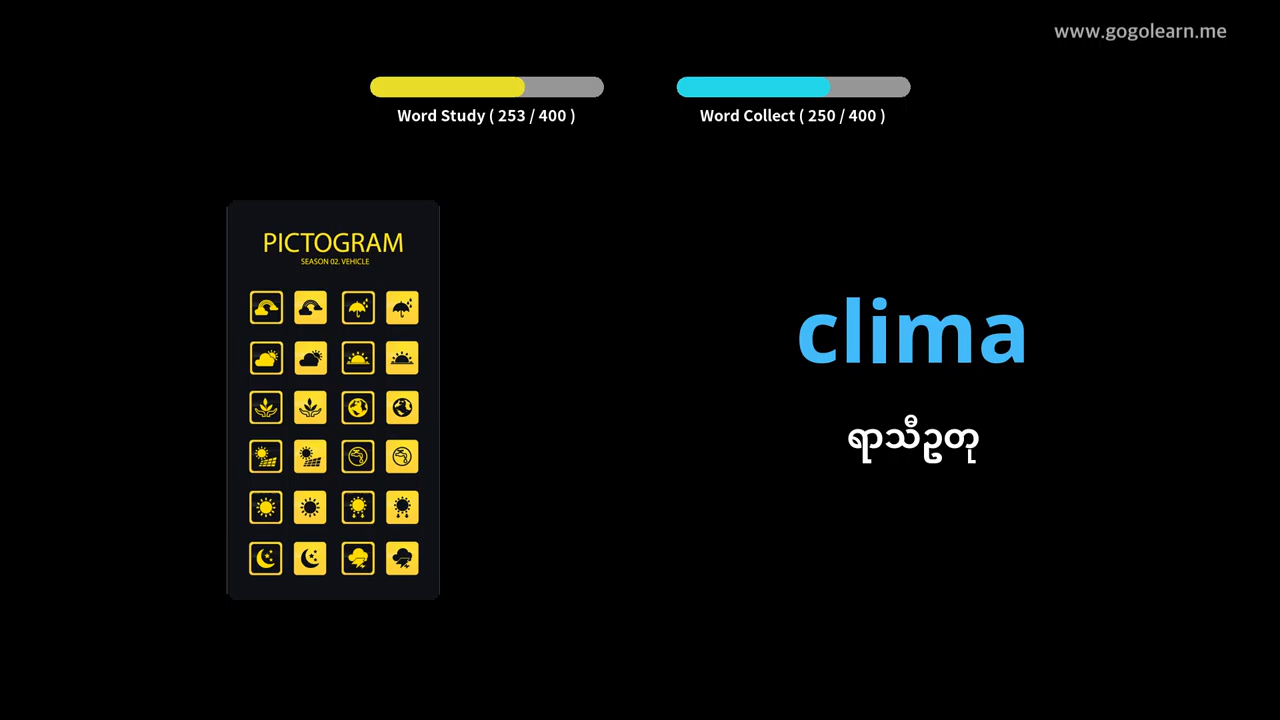 www.gogolearn.me
Word Study ( 253 / 400 )
Word Collect ( 250 / 400 )
PICTOGRAM
SEASON 02. VEHICLE
clima
ရာသီဥတု